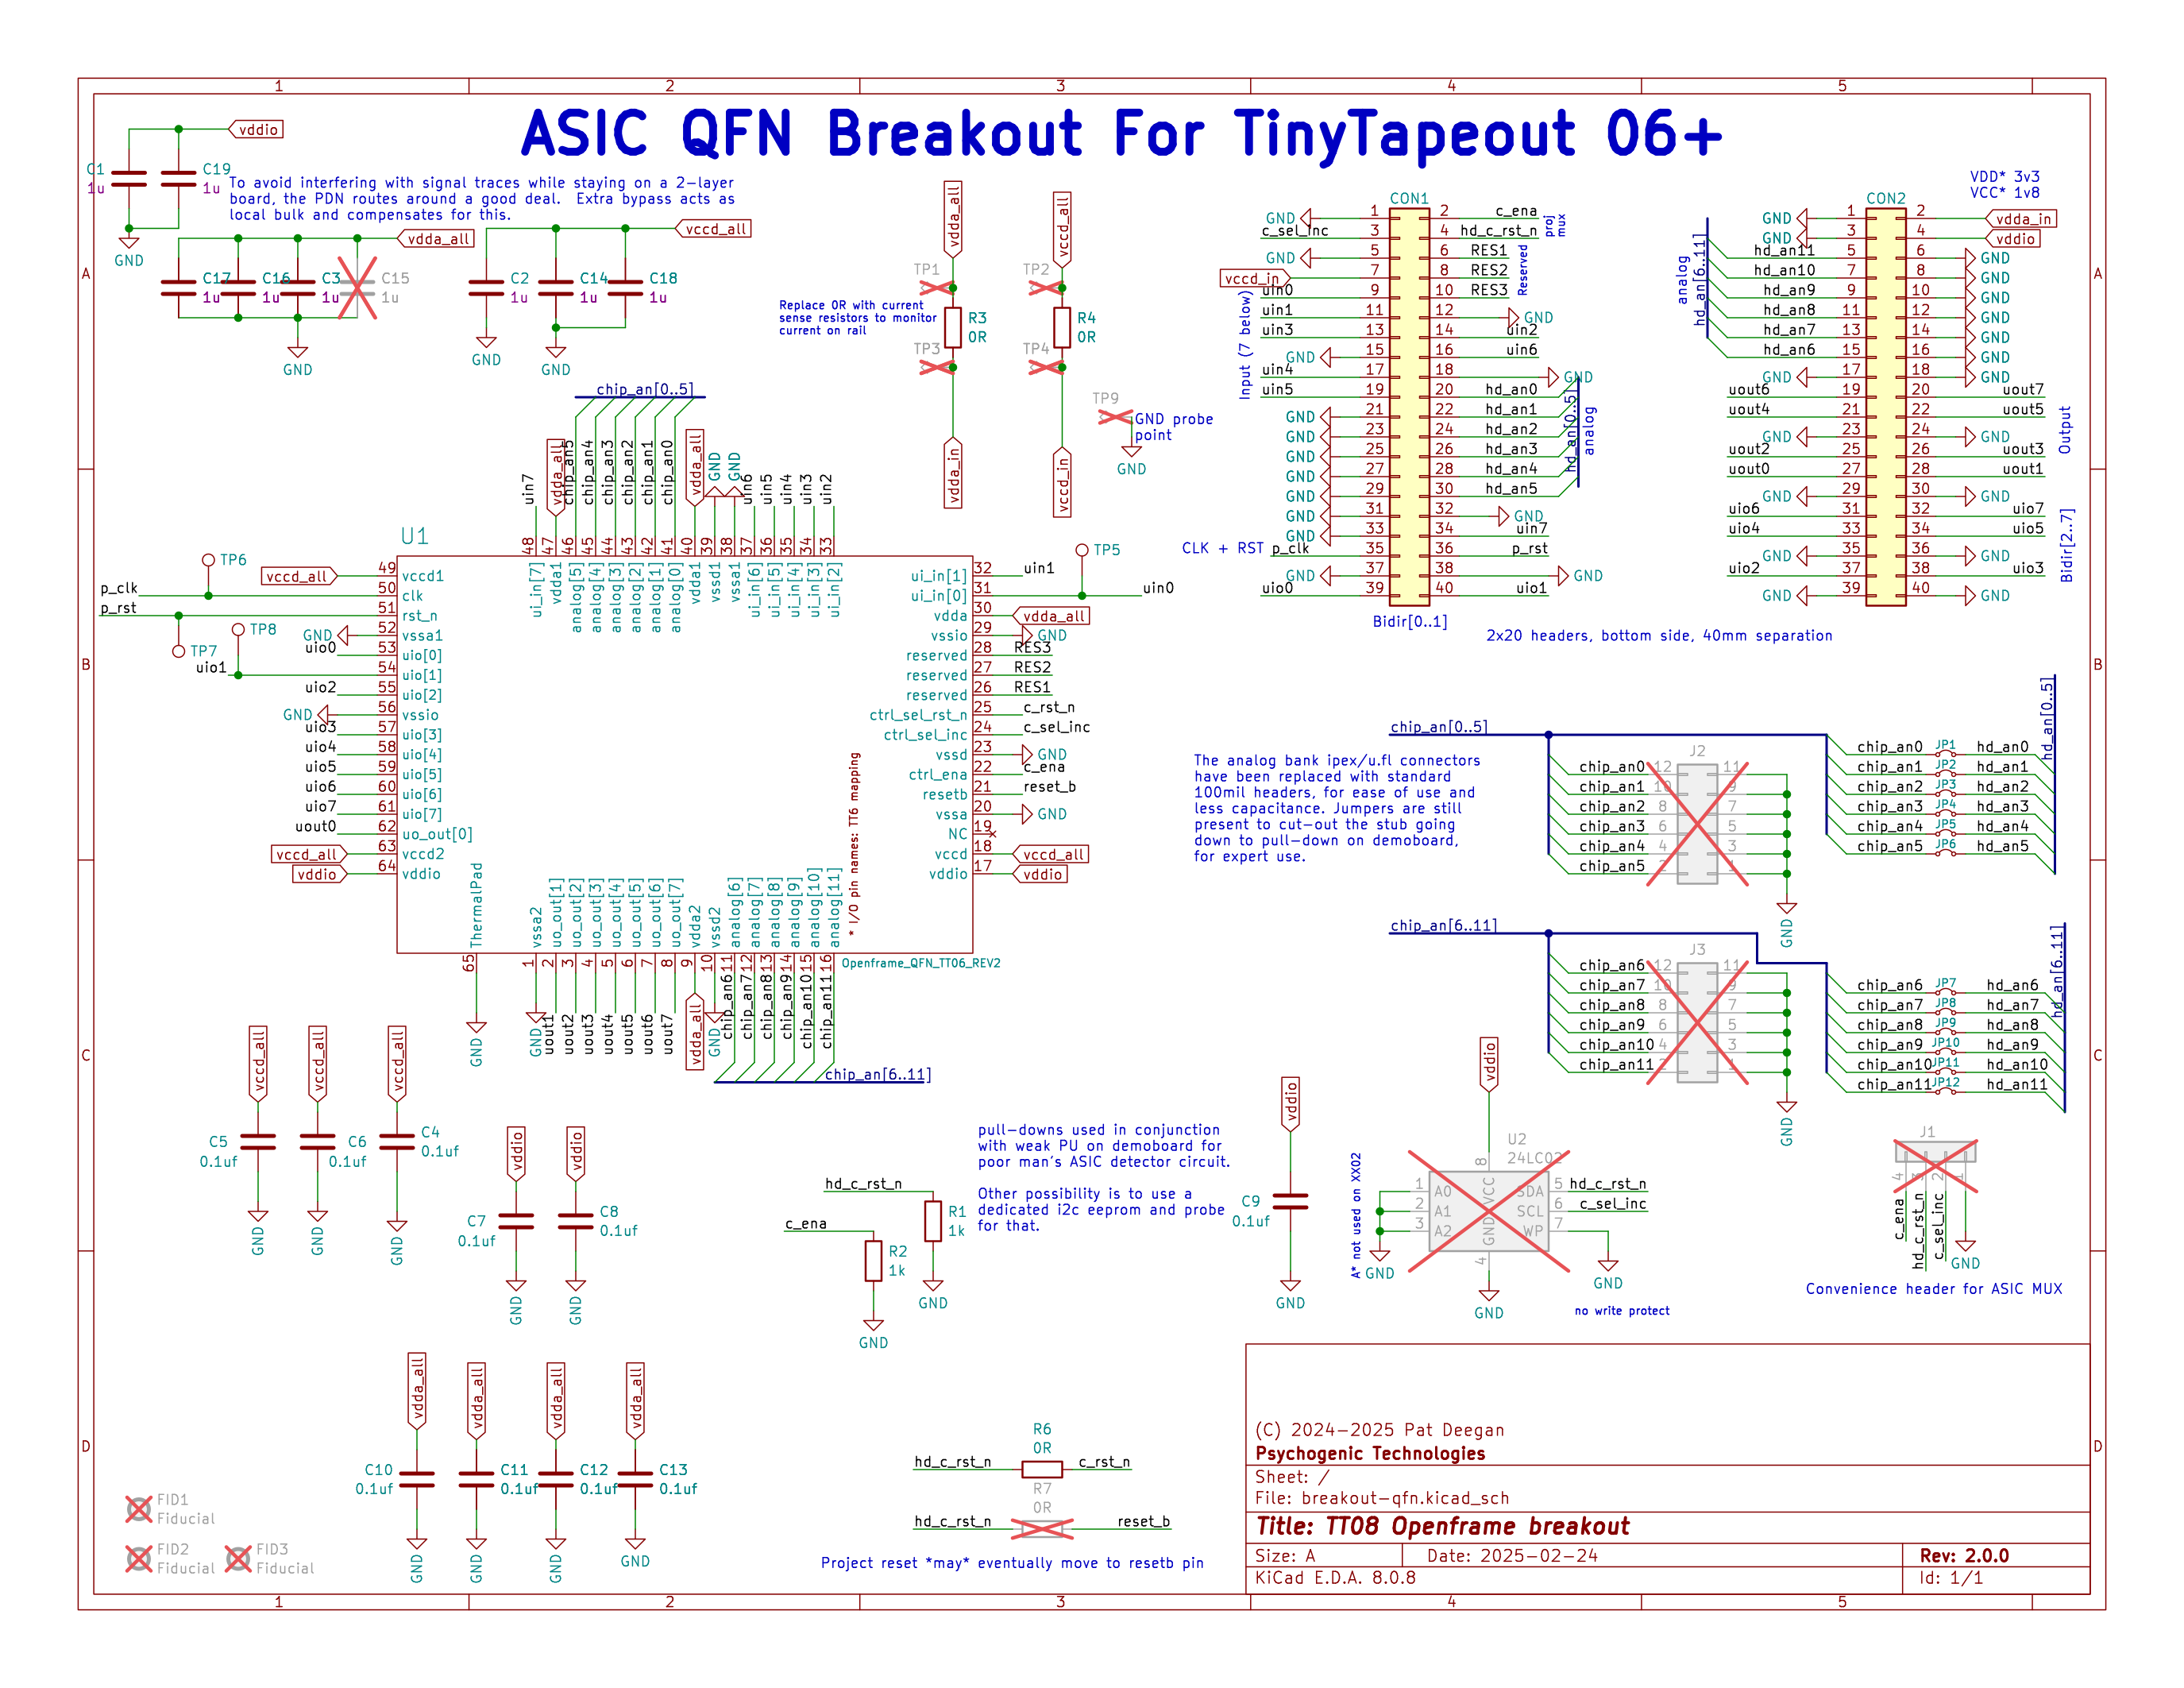 ASIC QFN Breakout For TinyTapeout 06+
1 2 3 4 5
A
B
C
D
vddio
C1
1u
C19
1u
GND
To avoid interfering with signal traces while staying on a 2-layer
board, the PDN routes around a good deal.  Extra bypass acts as
local bulk and compensates for this.
vdda_all
C17
1u
C16
1u
C3
1u
C15
1u
GND
vccd_all
C2
1u
C14
1u
C18
1u
GND
GND
Replace 0R with current
sense resistors to monitor
current on rail
vdda_all
TP1
R3
0R
TP3
vdda_in
vccd_all
TP2
R4
0R
TP4
vccd_in
TP9
GND probe
point
GND
CON1
GND 1 2 c_ena
c_sel_inc 3 4 hd_c_rst_n
GND 5 6 RES1
vccd_in 7 8 RES2
uin0 9 10 RES3
uin1 11 12 GND
uin3 13 14 uin2
GND 15 16 uin6
uin4 17 18 GND
uin5 19 20 hd_an0
GND 21 22 hd_an1
GND 23 24 hd_an2
GND 25 26 hd_an3
GND 27 28 hd_an4
GND 29 30 hd_an5
GND 31 32 GND
GND 33 34 uin7
p_clk 35 36 p_rst
GND 37 38 GND
uio0 39 40 uio1
proj
mux
Reserved
Input (7 below)
hd_an[0..5]
analog
CLK + RST
Bidir[0..1]
2x20 headers, bottom side, 40mm separation
VDD* 3v3
VCC* 1v8
CON2
GND 1 2 vdda_in
GND 3 4 vddio
hd_an11 5 6 GND
hd_an10 7 8 GND
hd_an9 9 10 GND
hd_an8 11 12 GND
hd_an7 13 14 GND
hd_an6 15 16 GND
GND 17 18 GND
uout6 19 20 uout7
uout4 21 22 uout5
GND 23 24 GND
uout2 25 26 uout3
uout0 27 28 uout1
GND 29 30 GND
uio6 31 32 uio7
uio4 33 34 uio5
GND 35 36 GND
uio2 37 38 uio3
GND 39 40 GND
analog
hd_an[6..11]
Output
Bidir[2..7]
chip_an[0..5]
uin7 48 ui_in[7]
vdda_all 47 vdda1
chip_an5 46 analog[5]
chip_an4 45 analog[4]
chip_an3 44 analog[3]
chip_an2 43 analog[2]
chip_an1 42 analog[1]
chip_an0 41 analog[0]
vdda_all 40 vdda1
GND 39 vssd1
GND 38 vssa1
uin6 37 ui_in[6]
uin5 36 ui_in[5]
uin4 35 ui_in[4]
uin3 34 ui_in[3]
uin2 33 ui_in[2]
U1
TP6
TP7
TP8
TP5
vccd_all 49 vccd1
p_clk 50 clk
p_rst 51 rst_n
GND 52 vssa1
uio0 53 uio[0]
uio1 54 uio[1]
uio2 55 uio[2]
GND 56 vssio
uio3 57 uio[3]
uio4 58 uio[4]
uio5 59 uio[5]
uio6 60 uio[6]
uio7 61 uio[7]
uout0 62 uo_out[0]
vccd_all 63 vccd2
vddio 64 vddio
ui_in[1] 32 uin1
ui_in[0] 31 uin0
vdda 30 vdda_all
vssio 29 GND
reserved 28 RES3
reserved 27 RES2
reserved 26 RES1
ctrl_sel_rst_n 25 c_rst_n
ctrl_sel_inc 24 c_sel_inc
vssd 23 GND
ctrl_ena 22 c_ena
resetb 21 reset_b
vssa 20 GND
NC 19
vccd 18 vccd_all
vddio 17 vddio
* I/O pin names: TT6 mapping
ThermalPad 65 GND
vssa2 1 GND
uo_out[1] 2 uout1
uo_out[2] 3 uout2
uo_out[3] 4 uout3
uo_out[4] 5 uout4
uo_out[5] 6 uout5
uo_out[6] 7 uout6
uo_out[7] 8 uout7
vdda2 9 vdda_all
vssd2 10 GND
analog[6] 11 chip_an6
analog[7] 12 chip_an7
analog[8] 13 chip_an8
analog[9] 14 chip_an9
analog[10] 15 chip_an10
analog[11] 16 chip_an11
Openframe_QFN_TT06_REV2
chip_an[6..11]
The analog bank ipex/u.fl connectors
have been replaced with standard
100mil headers, for ease of use and
less capacitance. Jumpers are still
present to cut-out the stub going
down to pull-down on demoboard,
for expert use.
chip_an[0..5]
J2
chip_an0 12 11
chip_an1 10 9
chip_an2 8 7
chip_an3 6 5
chip_an4 4 3
chip_an5 2 1
GND
chip_an0 JP1 hd_an0
chip_an1 JP2 hd_an1
chip_an2 JP3 hd_an2
chip_an3 JP4 hd_an3
chip_an4 JP5 hd_an4
chip_an5 JP6 hd_an5
hd_an[0..5]
chip_an[6..11]
J3
chip_an6 12 11
chip_an7 10 9
chip_an8 8 7
chip_an9 6 5
chip_an10 4 3
chip_an11 2 1
GND
chip_an6 JP7 hd_an6
chip_an7 JP8 hd_an7
chip_an8 JP9 hd_an8
chip_an9 JP10 hd_an9
chip_an10 JP11 hd_an10
chip_an11 JP12 hd_an11
hd_an[6..11]
vccd_all
C5
0.1uf
GND
vccd_all
C6
0.1uf
GND
vccd_all
C4
0.1uf
GND
vddio
C7
0.1uf
GND
vddio
C8
0.1uf
GND
pull-downs used in conjunction
with weak PU on demoboard for
poor man's ASIC detector circuit.
Other possibility is to use a
dedicated i2c eeprom and probe
for that.
hd_c_rst_n
R1
1k
GND
c_ena
R2
1k
GND
vddio
C9
0.1uf
GND
A* not used on XX02
vddio
U2
24LC02
8 VCC
1 A0
2 A1
3 A2
SDA 5 hd_c_rst_n
SCL 6 c_sel_inc
WP 7
GND 4
GND
GND
GND
no write protect
J1
4 3 2 1
c_ena
hd_c_rst_n
c_sel_inc
GND
Convenience header for ASIC MUX
vdda_all
C10
0.1uf
GND
vdda_all
C11
0.1uf
GND
vdda_all
C12
0.1uf
GND
vdda_all
C13
0.1uf
GND
FID1
Fiducial
FID2
Fiducial
FID3
Fiducial
R6
0R
hd_c_rst_n c_rst_n
R7
0R
hd_c_rst_n reset_b
Project reset *may* eventually move to resetb pin
(C) 2024-2025 Pat Deegan
Psychogenic Technologies
Sheet: /
File: breakout-qfn.kicad_sch
Title: TT08 Openframe breakout
Size: A Date: 2025-02-24 Rev: 2.0.0
KiCad E.D.A. 8.0.8 Id: 1/1
A
B
C
D
1 2 3 4 5